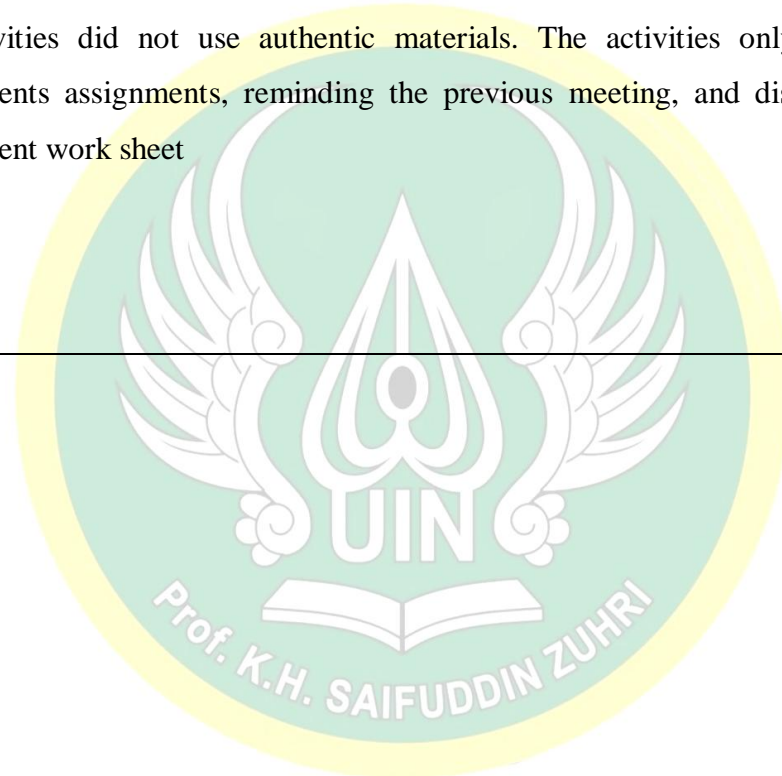 vities did not use authentic materials. The activities onl
ents assignments, reminding the previous meeting, and dis
ent work sheet
UIN
Prof. K.H. SAIFUDDIN ZUHRI